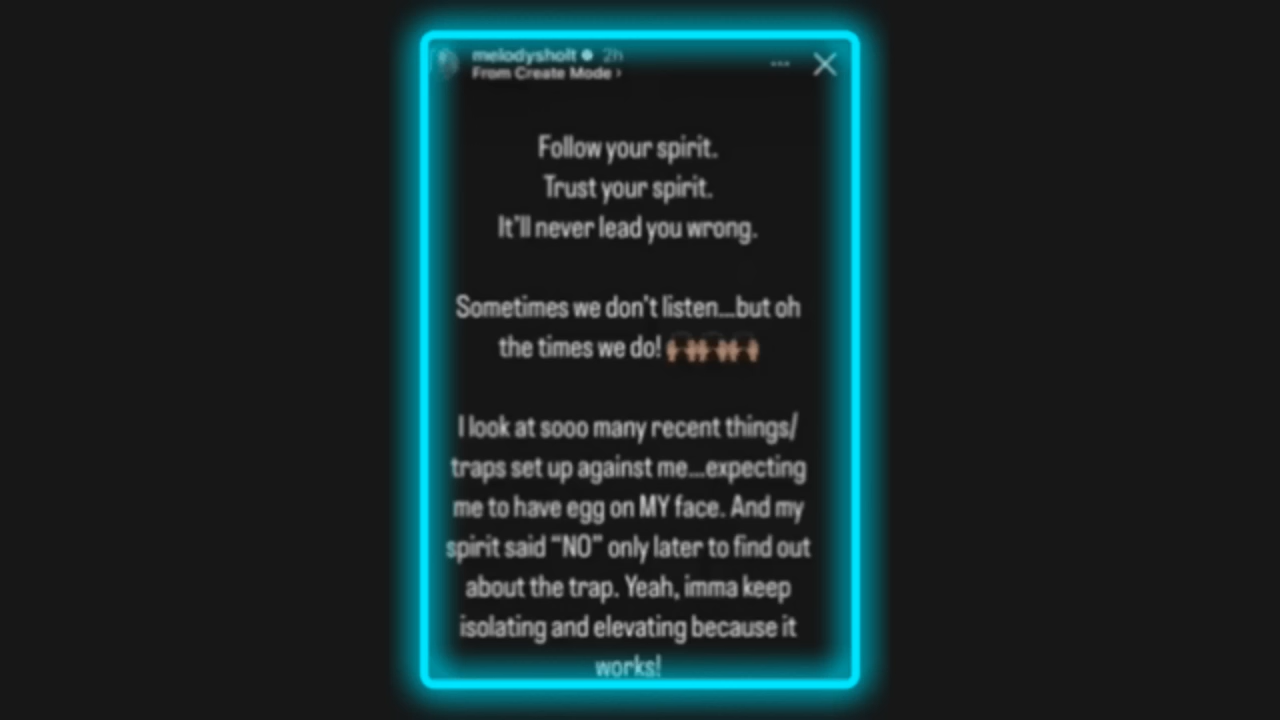 melodysholt 2h
From Create Mode ›
Follow your spirit.
Trust your spirit.
It'll never lead you wrong.
Sometimes we don't listen...but oh
the times we do!
I look at sooo many recent things/
traps set up against me...expecting
me to have egg on MY face. And my
spirit said "NO" only later to find out
about the trap. Yeah, imma keep
isolating and elevating because it
works!